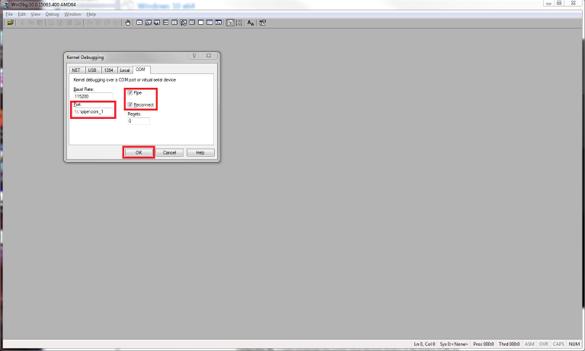 WinDbg:10.0.15063.400 AMD64
Windows 10 x64
File Edit View Debug Window Help
Kernel Debugging
NET USB 1394 Local COM
Kernel debugging over a COM port or virtual serial device
Baud Rate:
115200
Pipe
Port:
\\.\pipe\com_1
Reconnect
Resets:
0
OK Cancel Help
Ln 0, Col 0 Sys 0:<None> Proc 000:0 Thrd 000:0 ASM OVR CAPS NUM